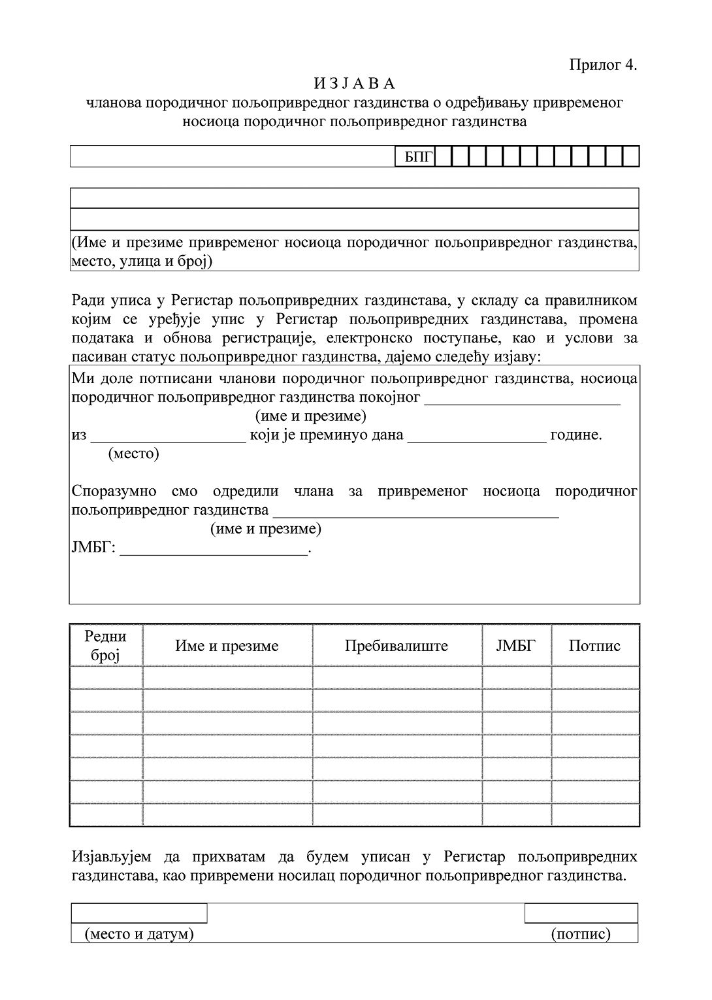 Прилог 4.
И З Ј А В А
чланова породичног пољопривредног газдинства о одређивању привременог
носиоца породичног пољопривредног газдинства
БПГ
(Име и презиме привременог носиоца породичног пољопривредног газдинства,
место, улица и број)
Ради уписа у Регистар пољопривредних газдинстава, у складу са правилником
којим се уређује упис у Регистар пољопривредних газдинстава, промена
података и обнова регистрације, електронско поступање, као и услови за
пасиван статус пољопривредног газдинства, дајемо следећу изјаву:
Ми доле потписани чланови породичног пољопривредног газдинства, носиоца
породичног пољопривредног газдинства покојног ________________________
(име и презиме)
из ___________________ који је преминуо дана _________________ године.
(место)
Споразумно смо одредили члана за привременог носиоца породичног
пољопривредног газдинства ___________________________________
(име и презиме)
ЈМБГ: _______________________.
Редни број Име и презиме Пребивалиште ЈМБГ Потпис
Изјављујем да прихватам да будем уписан у Регистар пољопривредних
газдинстава, као привремени носилац породичног пољопривредног газдинства.
(место и датум) (потпис)